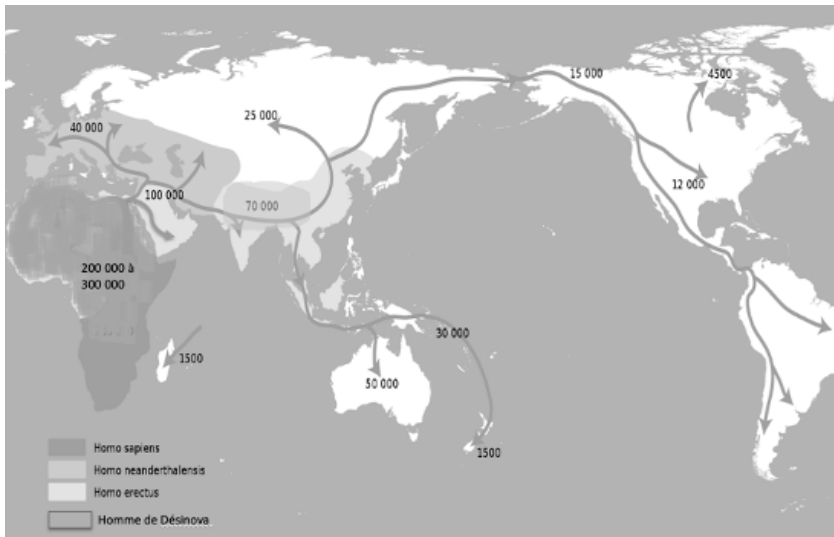 15 000
4500
25 000
40 000
100 000
70 000
12 000
200 000 à
300 000
30 000
1500
50 000
1500
Homo sapiens
Homo neanderthalensis
Homo erectus
Homme de Désinova